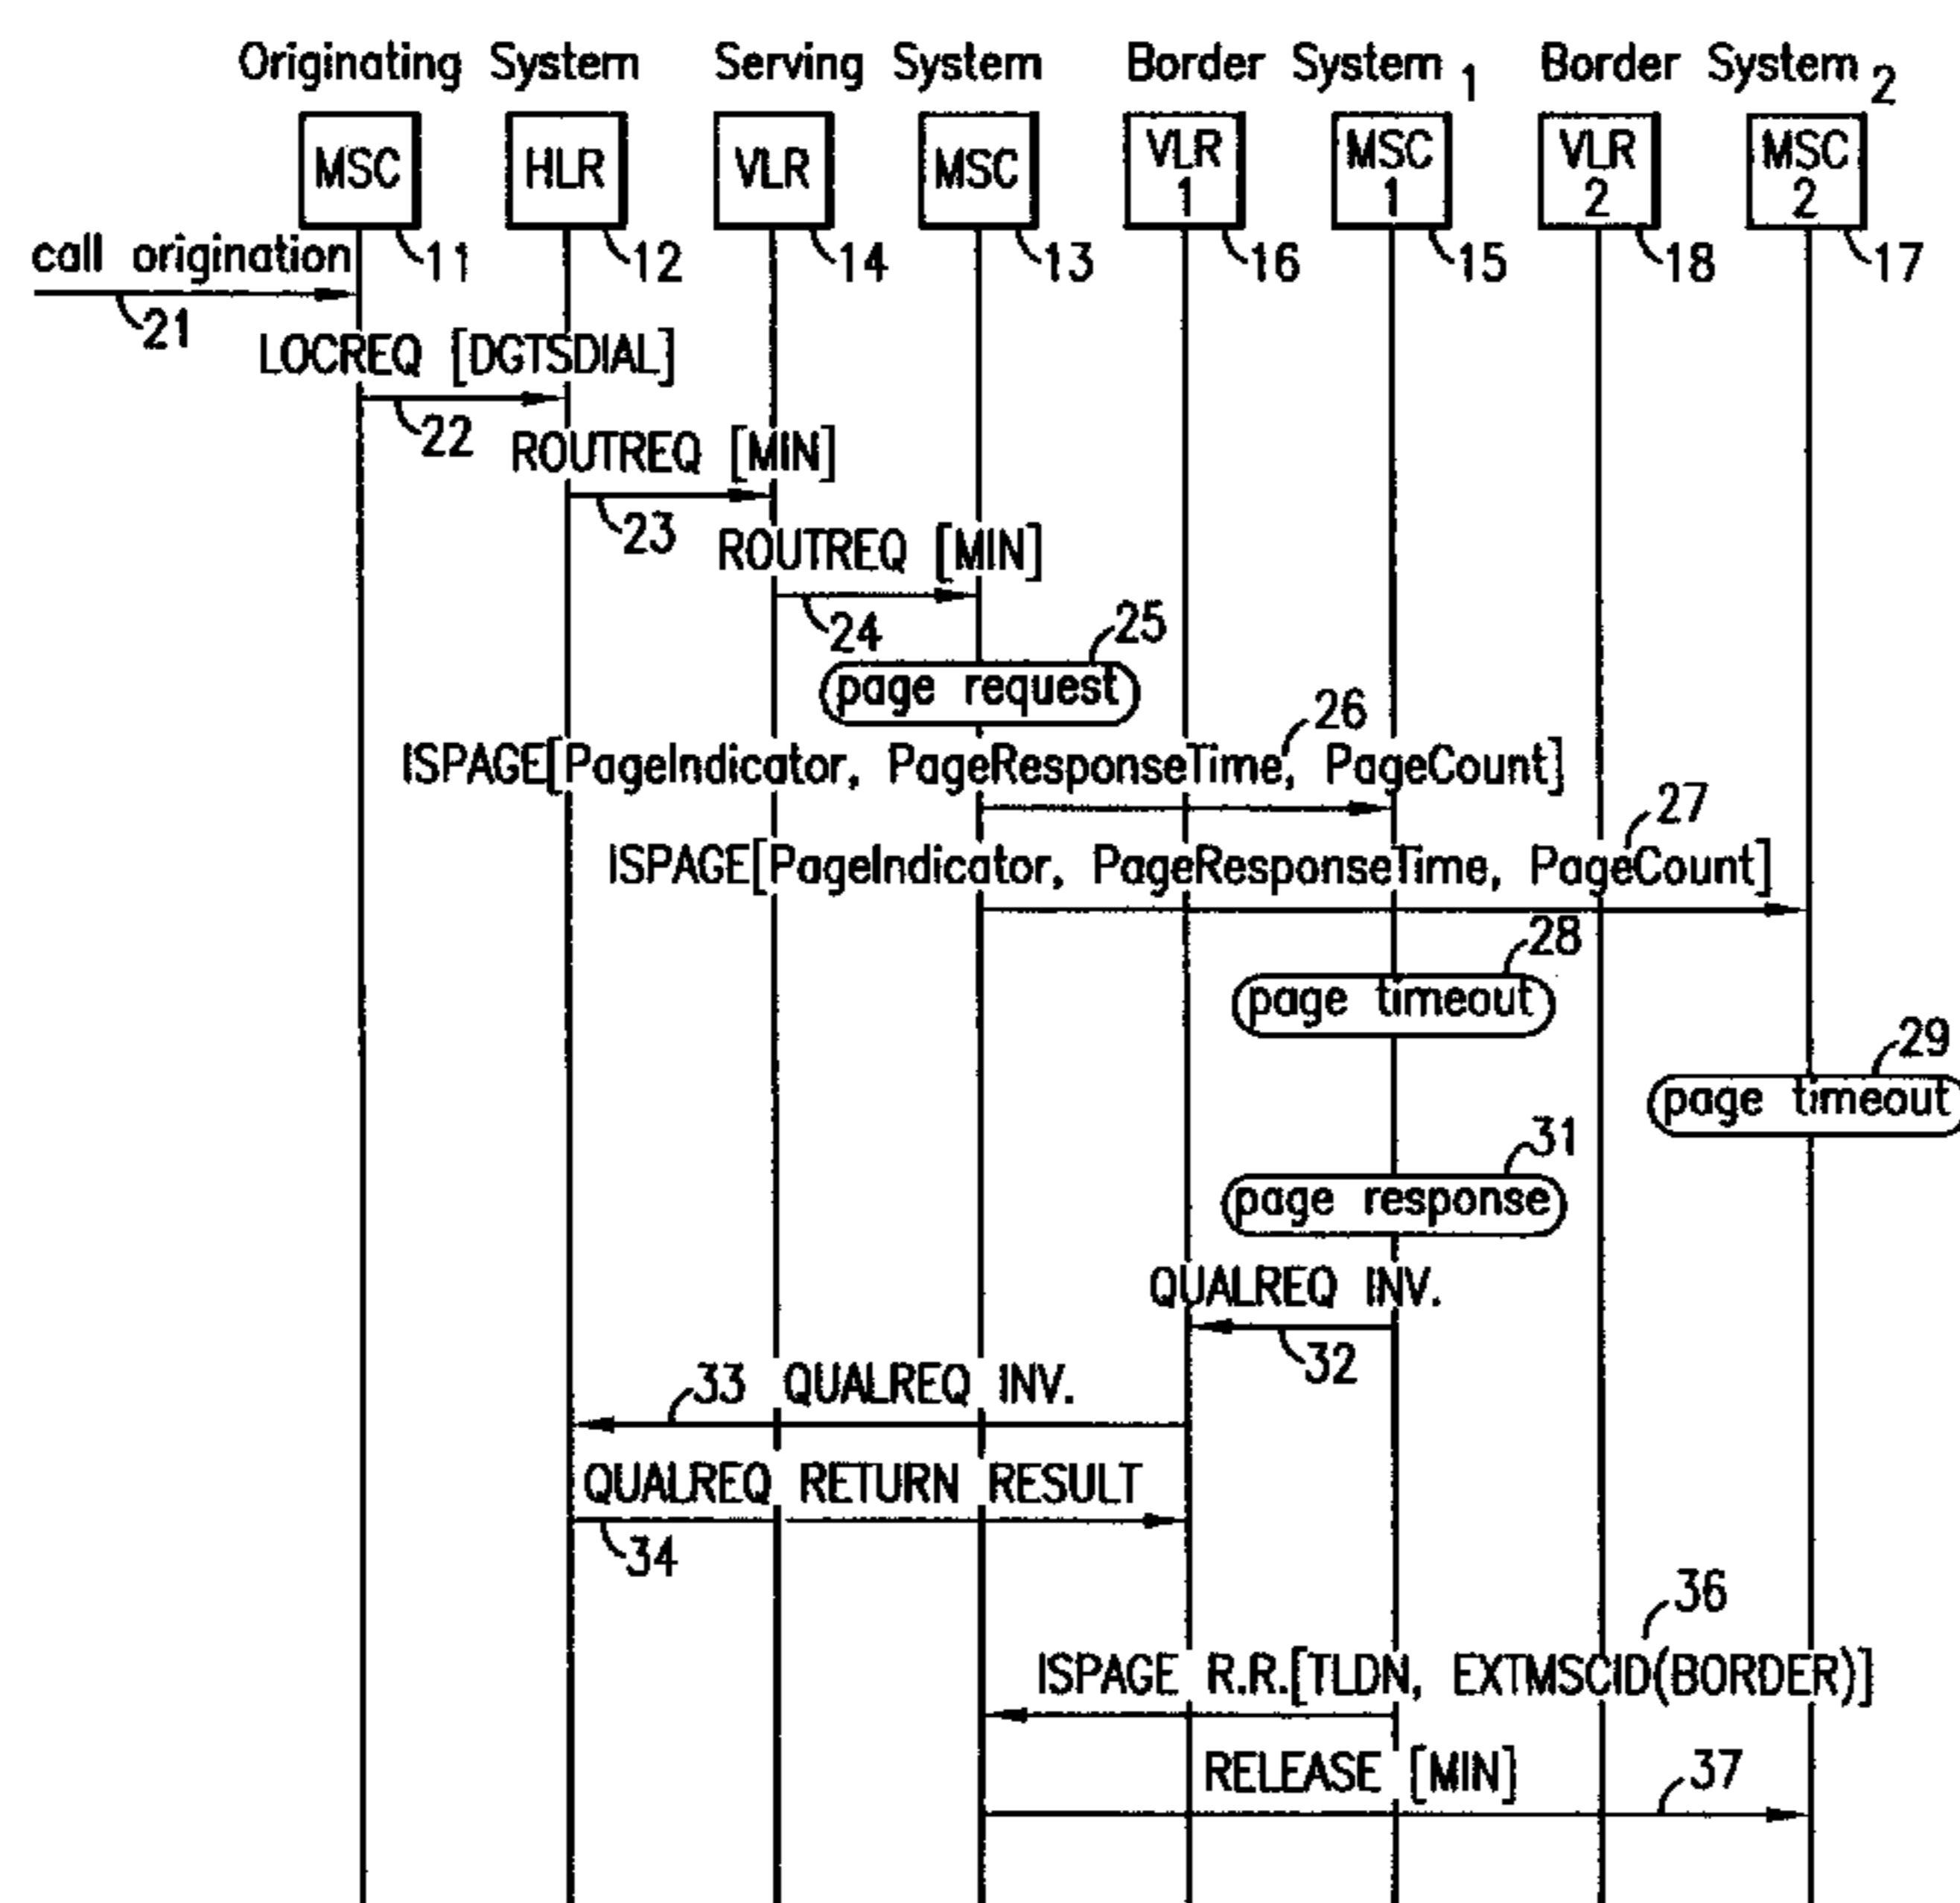 Originating System Serving System Border System 1 Border System 2
MSC HLR VLR MSC VLR 1 MSC 1 VLR 2 MSC 2
11 12 14 13 16 15 18 17
call origination
21
LOCREQ [DGTSDIAL]
22
ROUTREQ [MIN]
23
ROUTREQ [MIN]
24
25
page request
26
ISPAGE[PageIndicator, PageResponseTime, PageCount]
27
ISPAGE[PageIndicator, PageResponseTime, PageCount]
28
page timeout
29
page timeout
31
page response
QUALREQ INV.
32
33 QUALREQ INV.
QUALREQ RETURN RESULT
34
36
ISPAGE R.R.[TLDN, EXTMSCID(BORDER)]
RELEASE [MIN] 37